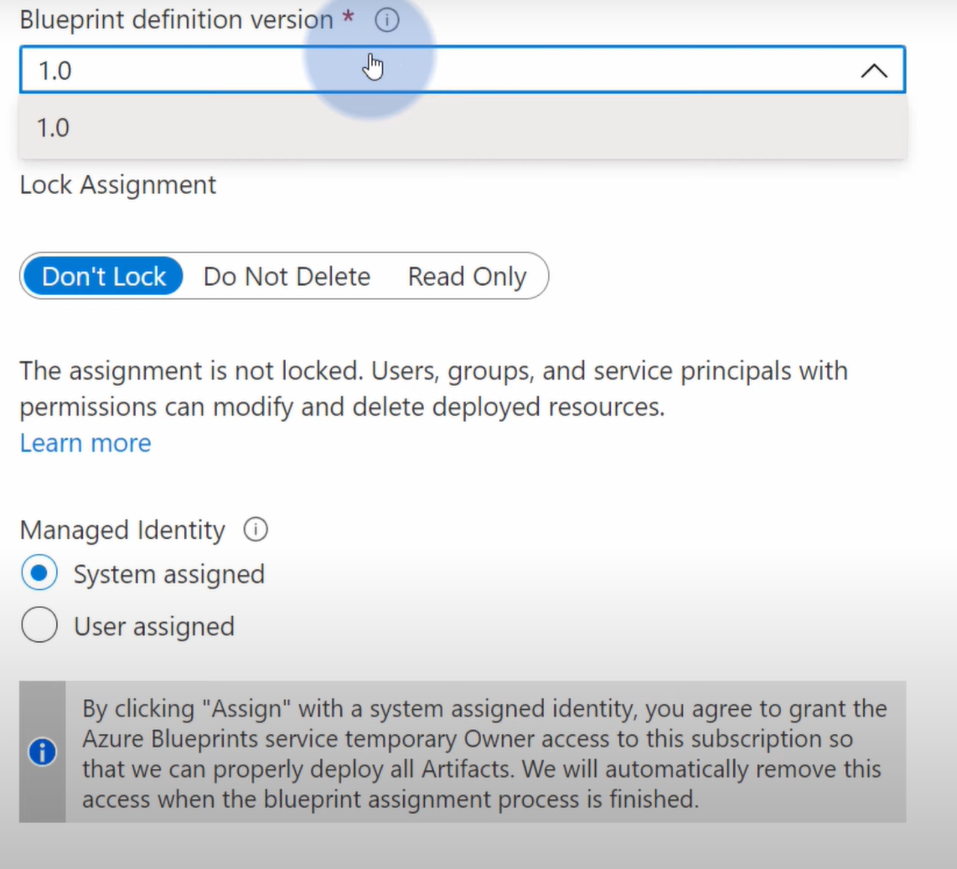 Blueprint definition version *
1.0
1.0
Lock Assignment
Don't Lock Do Not Delete Read Only
The assignment is not locked. Users, groups, and service principals with
permissions can modify and delete deployed resources.
Learn more
Managed Identity
System assigned
User assigned
By clicking "Assign" with a system assigned identity, you agree to grant the
Azure Blueprints service temporary Owner access to this subscription so
that we can properly deploy all Artifacts. We will automatically remove this
access when the blueprint assignment process is finished.